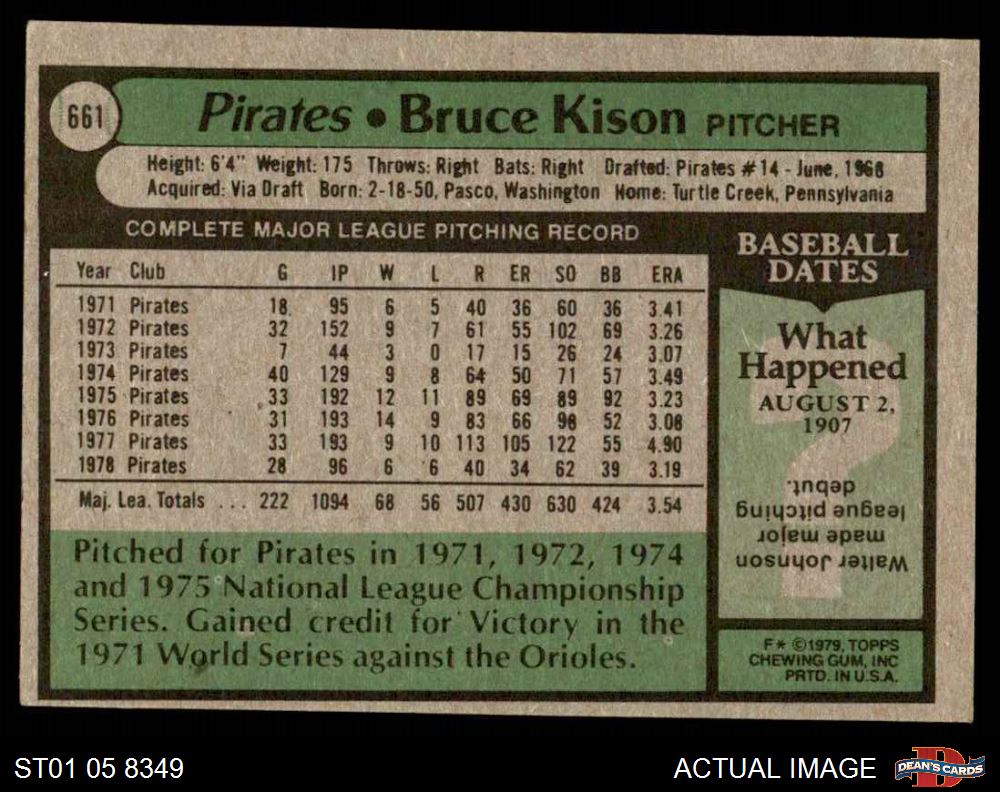 661
Pirates • Bruce Kison PITCHER
Height: 6'4" Weight: 175 Throws: Right Bats: Right Drafted: Pirates #14 - June, 1968
Acquired: Via Draft Born: 2-18-50, Pasco, Washington Home: Turtle Creek, Pennsylvania
COMPLETE MAJOR LEAGUE PITCHING RECORD
Year Club G IP W L R ER SO BB ERA
1971 Pirates 18 95 6 5 40 36 60 36 3.41
1972 Pirates 32 152 9 7 61 55 102 69 3.26
1973 Pirates 7 44 3 0 17 15 26 24 3.07
1974 Pirates 40 129 9 8 64 50 71 57 3.49
1975 Pirates 33 192 12 11 89 69 89 92 3.23
1976 Pirates 31 193 14 9 83 66 98 52 3.08
1977 Pirates 33 193 9 10 113 105 122 55 4.90
1978 Pirates 28 96 6 6 40 34 62 39 3.19
Maj. Lea. Totals ... 222 1094 68 56 507 430 630 424 3.54
Pitched for Pirates in 1971, 1972, 1974
and 1975 National League Championship
Series. Gained credit for Victory in the
1971 World Series against the Orioles.
BASEBALL
DATES
What
Happened
AUGUST 2,
1907
?
Walter Johnson
made major
league pitching
debut.
F* ©1979, TOPPS
CHEWING GUM, INC
PRTD. IN U.S.A.
ST01 05 8349
ACTUAL IMAGE
DEAN'S CARDS